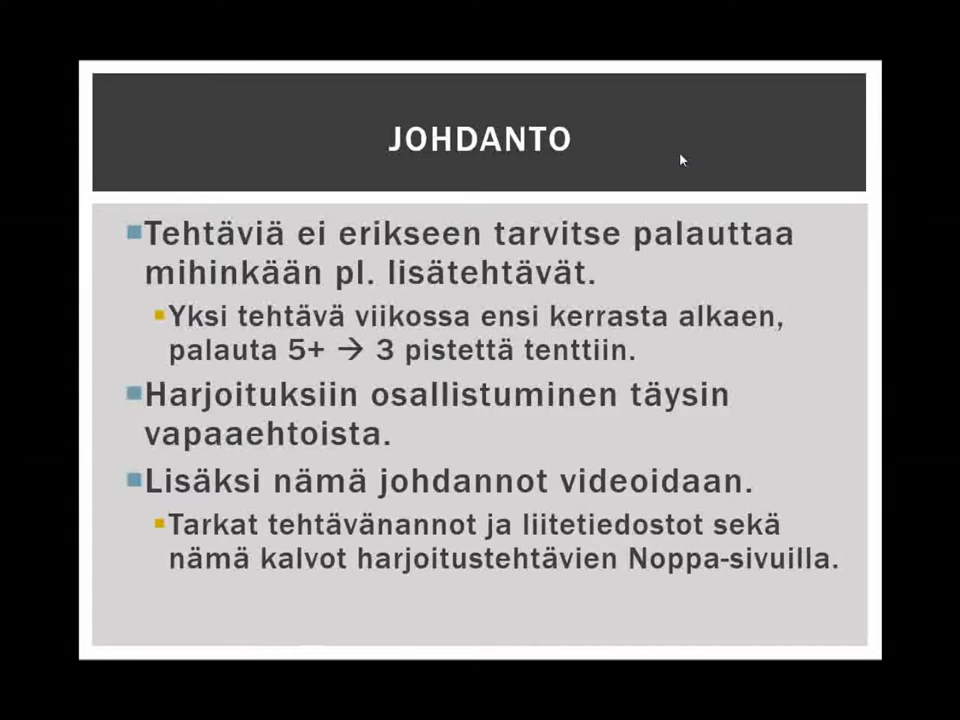 JOHDANTO
Tehtäviä ei erikseen tarvitse palauttaa
mihinkään pl. lisätehtävät.
Yksi tehtävä viikossa ensi kerrasta alkaen,
palauta 5+ → 3 pistettä tenttiin.
Harjoituksiin osallistuminen täysin
vapaaehtoista.
Lisäksi nämä johdannot videoidaan.
Tarkat tehtävänannot ja liitetiedostot sekä
nämä kalvot harjoitustehtävien Noppa-sivuilla.